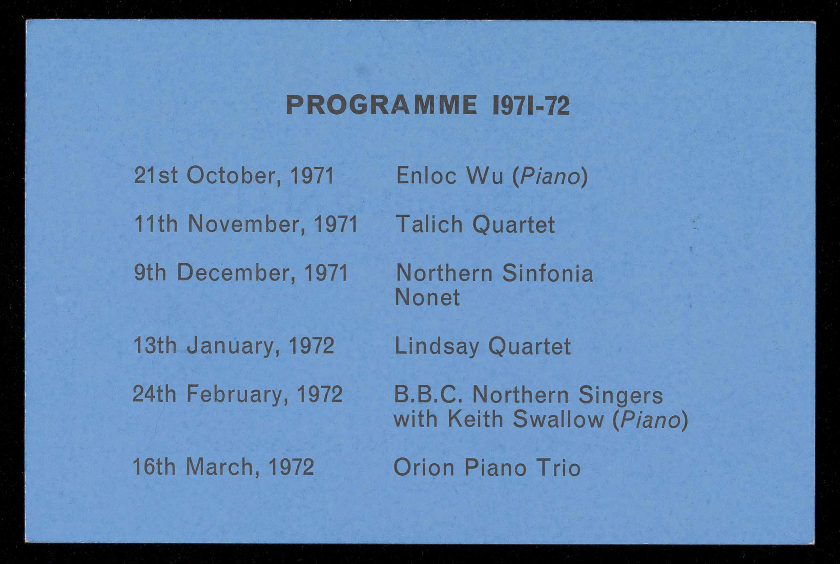 PROGRAMME 1971-72
21st October, 1971 Enloc Wu (Piano)
11th November, 1971 Talich Quartet
9th December, 1971 Northern Sinfonia
Nonet
13th January, 1972 Lindsay Quartet
24th February, 1972 B.B.C. Northern Singers
with Keith Swallow (Piano)
16th March, 1972 Orion Piano Trio